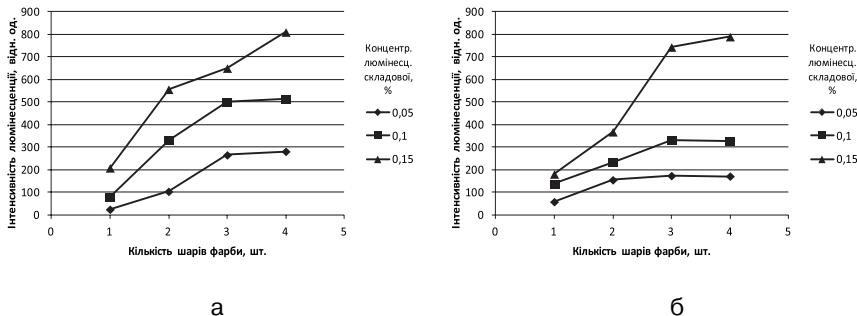 Інтенсивність люмінесценції, відн. од.
900
800
700
600
500
400
300
200
100
0
0 1 2 3 4 5
Кількість шарів фарби, шт.
Концентр.
люмінесц.
складової,
%
0,05
0,1
0,15
а
Інтенсивність люмінесценції, відн. од.
900
800
700
600
500
400
300
200
100
0
0 1 2 3 4 5
Кількість шарів фарби, шт.
Концентр.
люмінесц.
складової,
%
0,05
0,1
0,15
б